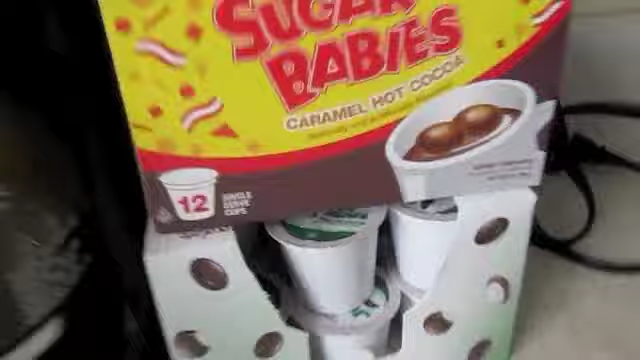 SUGAR
BABIES
CARAMEL HOT COCOA
12
SINGLE
SERVE
CUPS